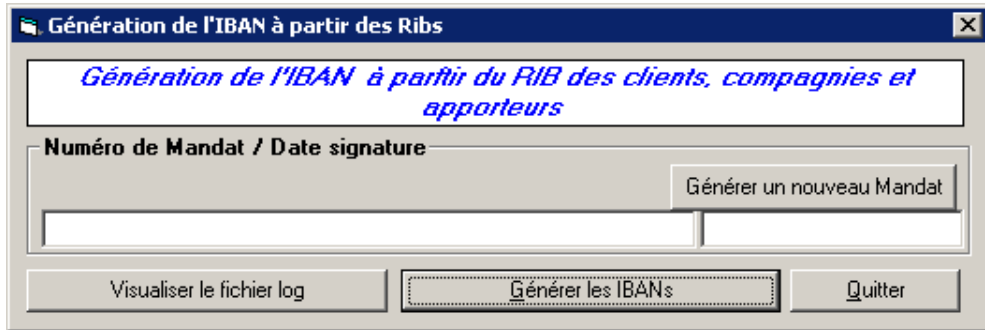 Génération de l'IBAN à partir des Ribs
Génération de l'IBAN à partir du RIB des clients, compagnies et
apporteurs
Numéro de Mandat / Date signature
Générer un nouveau Mandat
Visualiser le fichier log
Générer les IBANs
Quitter